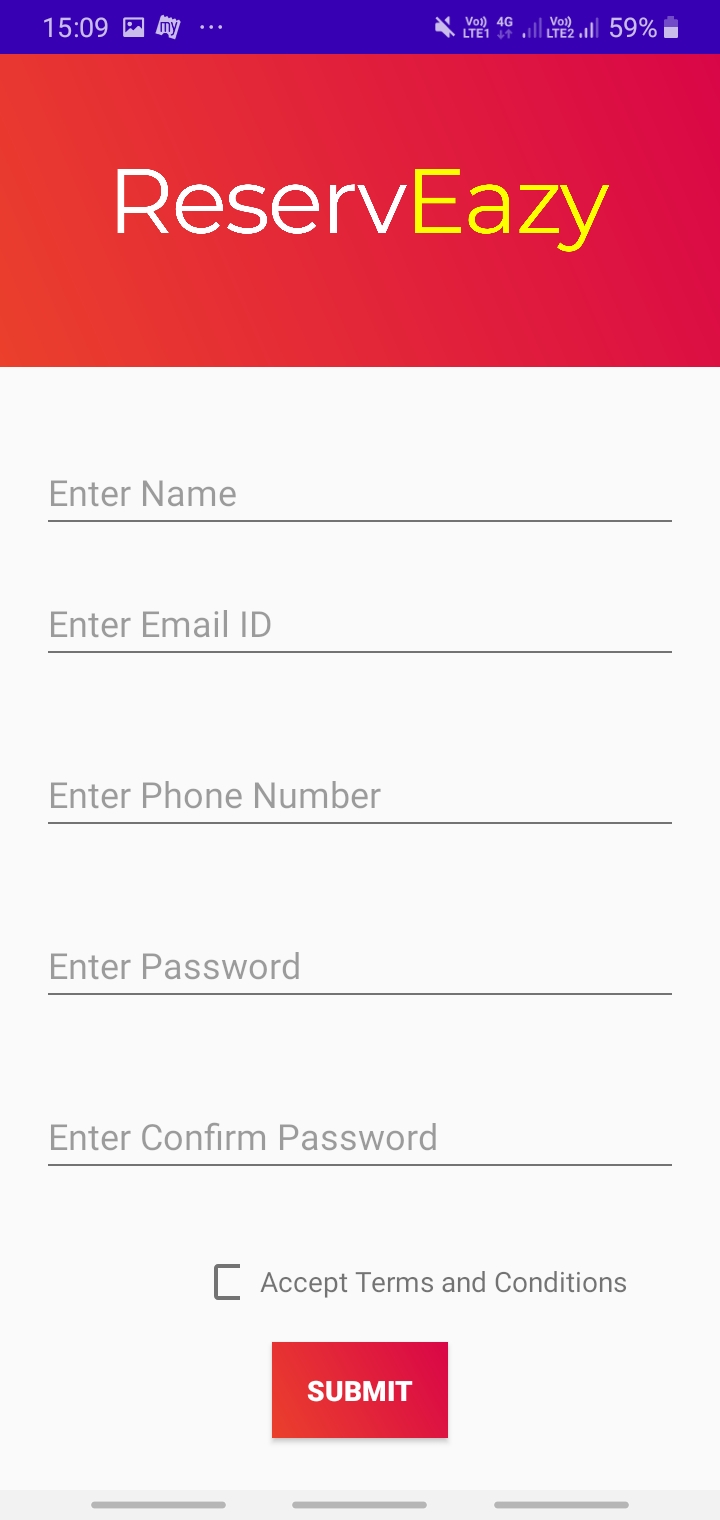 15:09 my ... Vo)) LTE1 4G Vo)) LTE2 59%
ReservEazy
Enter Name
Enter Email ID
Enter Phone Number
Enter Password
Enter Confirm Password
Accept Terms and Conditions
SUBMIT